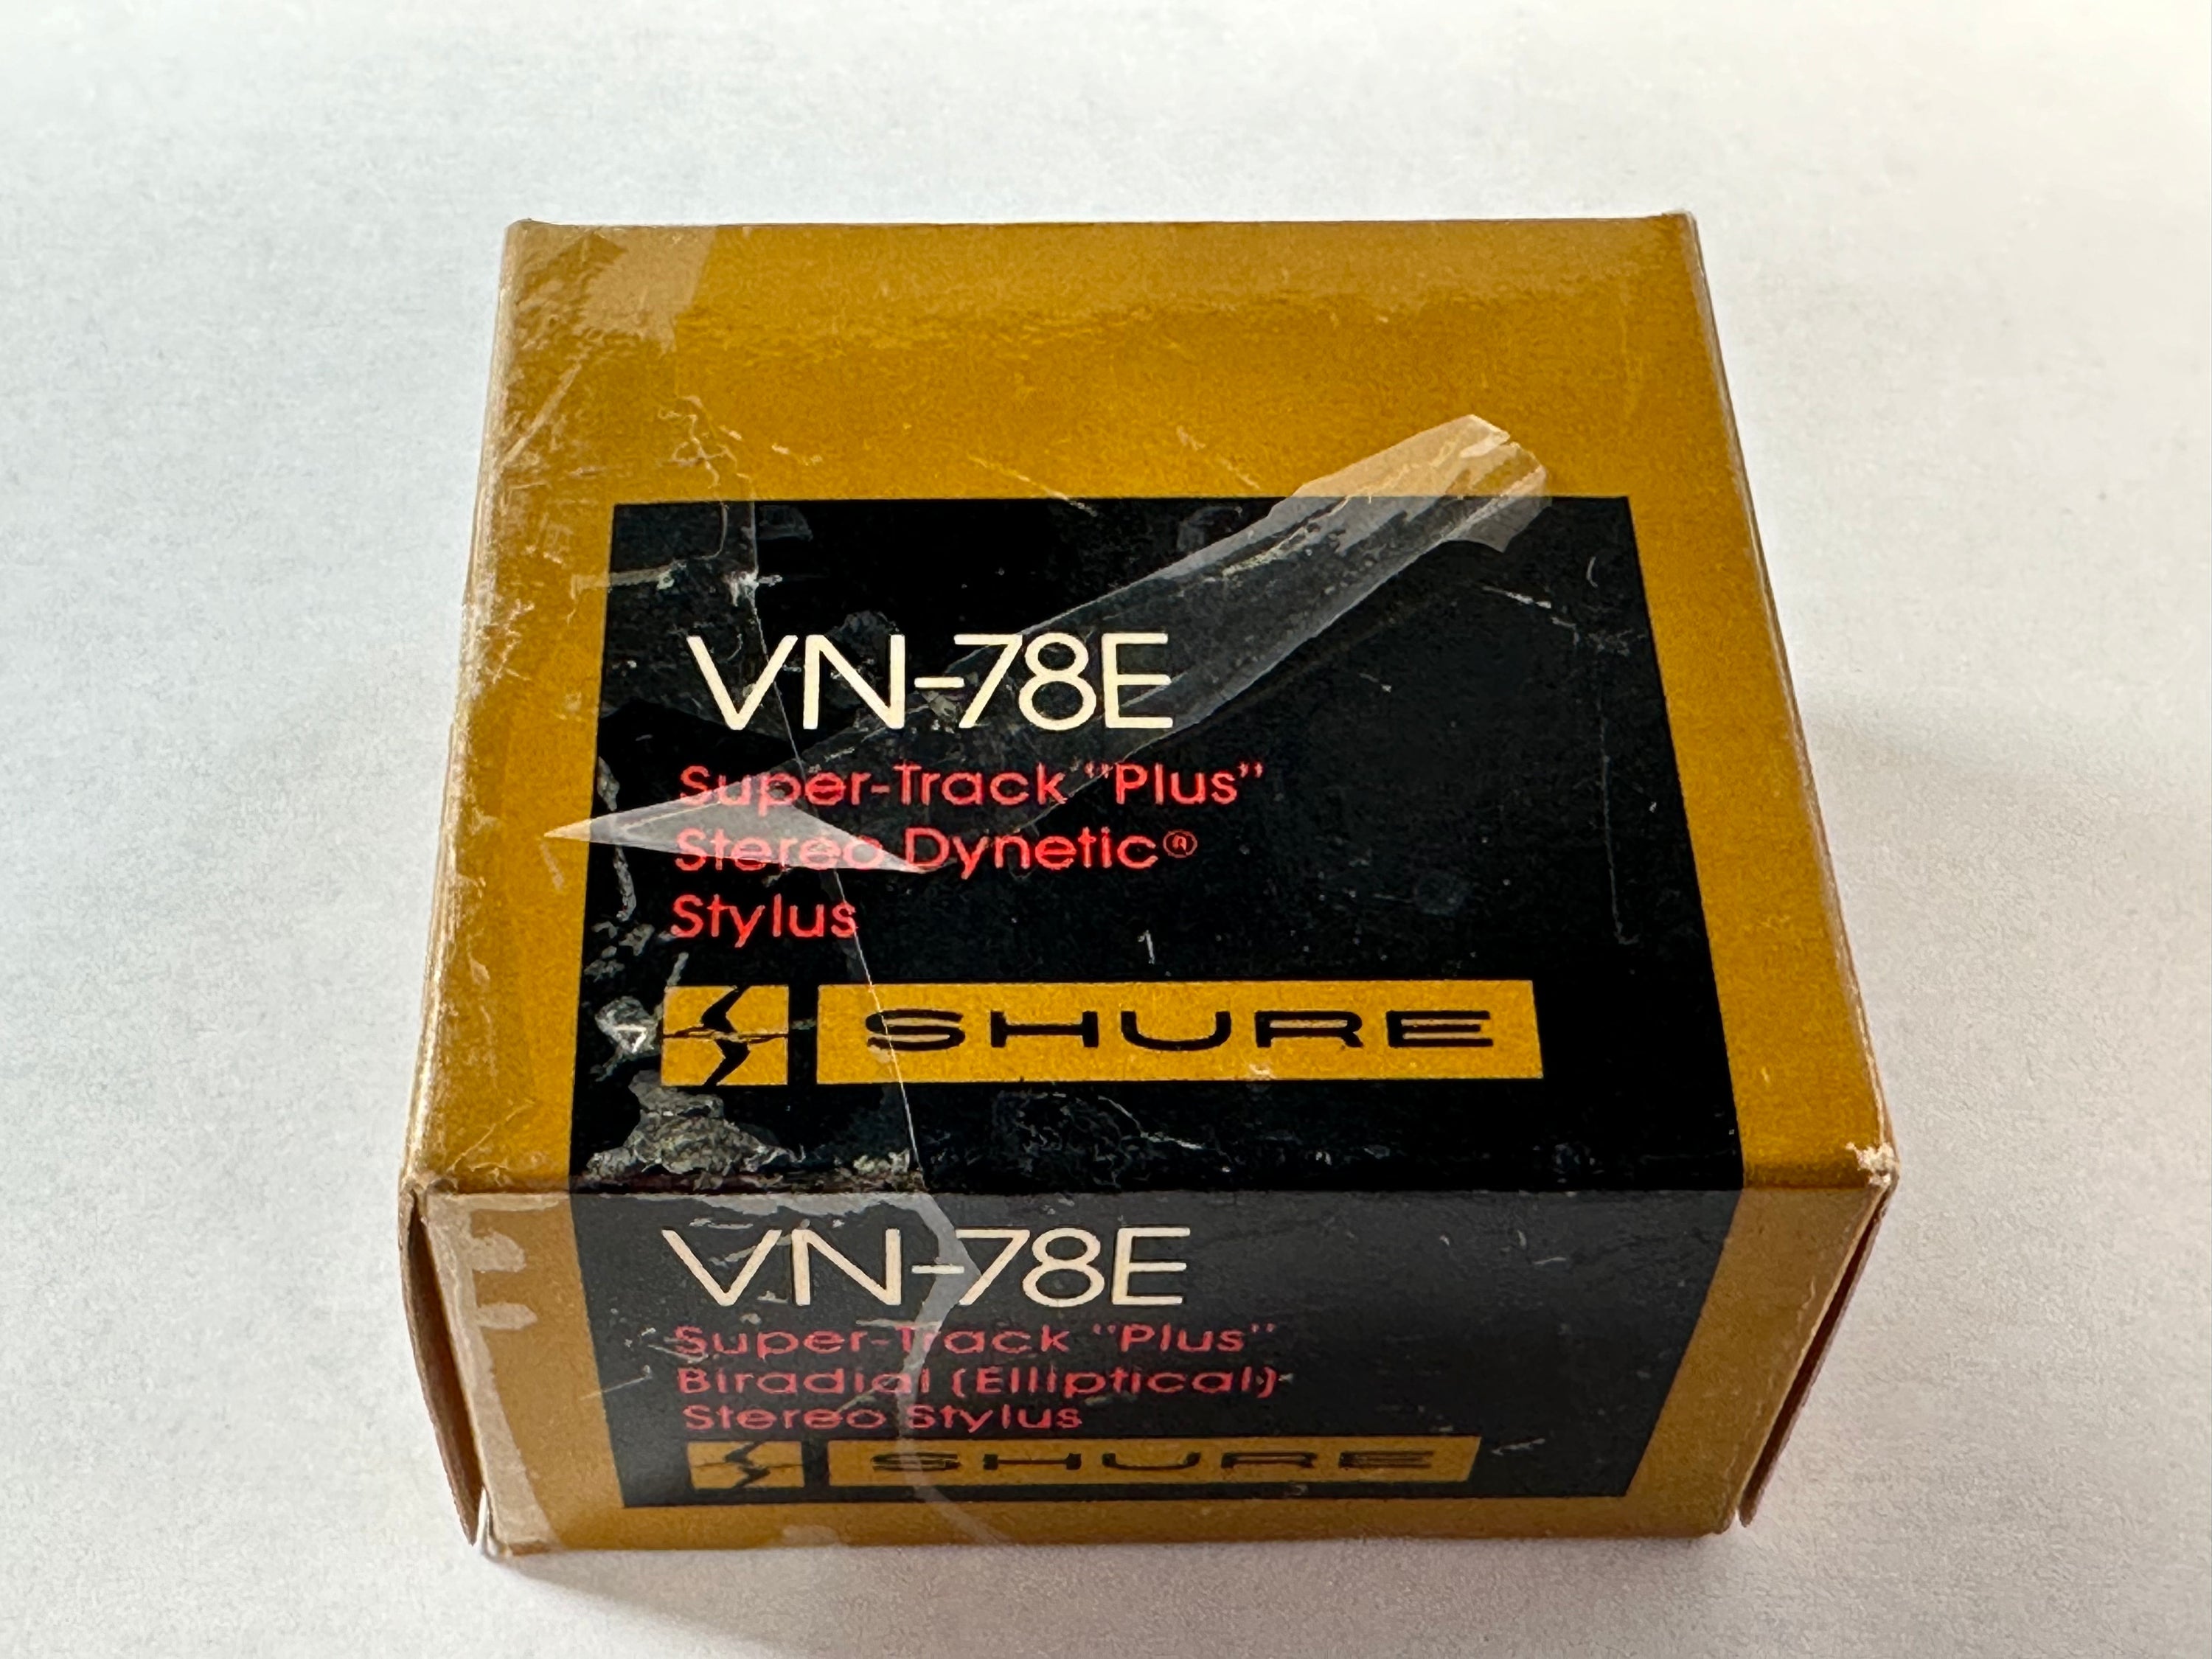 VN-78E
Super-Track "Plus"
Stereo Dynetic®
Stylus
SHURE
VN-78E
Super-Track "Plus"
Biradial (Elliptical)
Stereo Stylus
SHURE